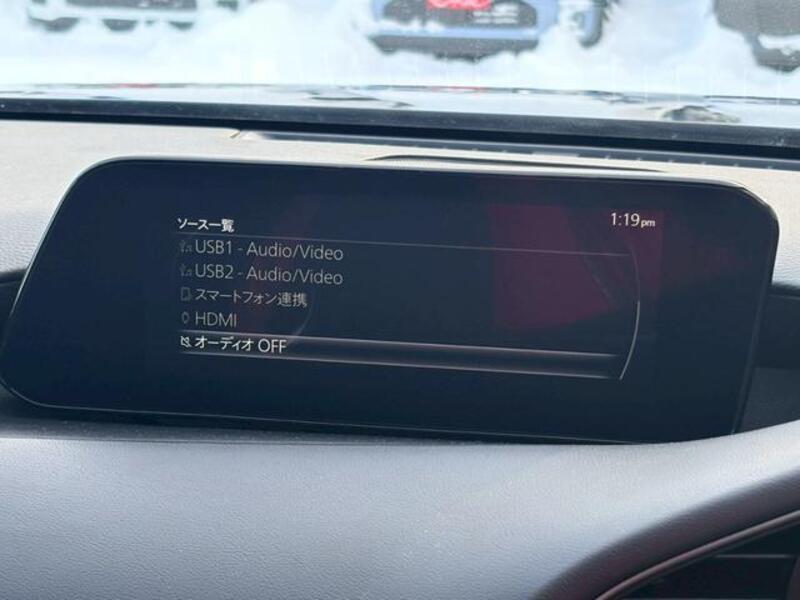 1:19pm
ソース一覧
USB1 - Audio/Video
USB2 - Audio/Video
スマートフォン連携
HDMI
オーディオ OFF